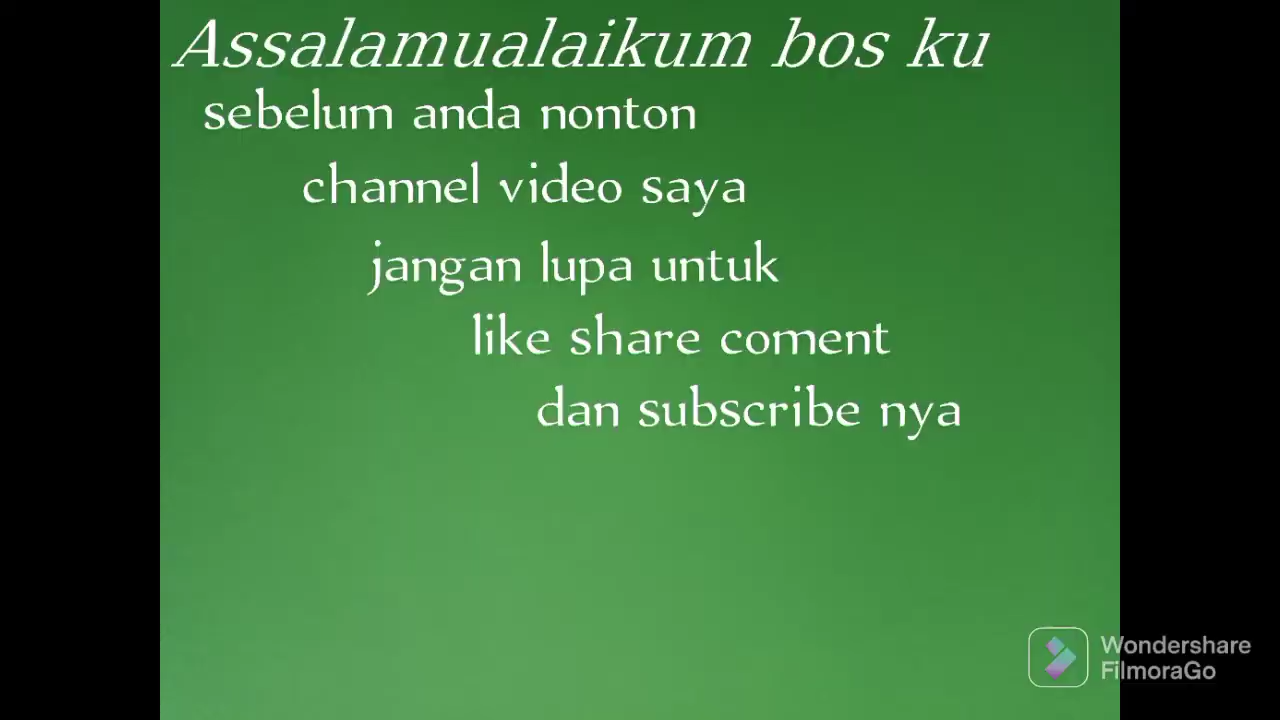 Assalamualaikum bos ku
sebelum anda nonton
channel video saya
jangan lupa untuk
like share coment
dan subscribe nya
Wondershare
FilmoraGo